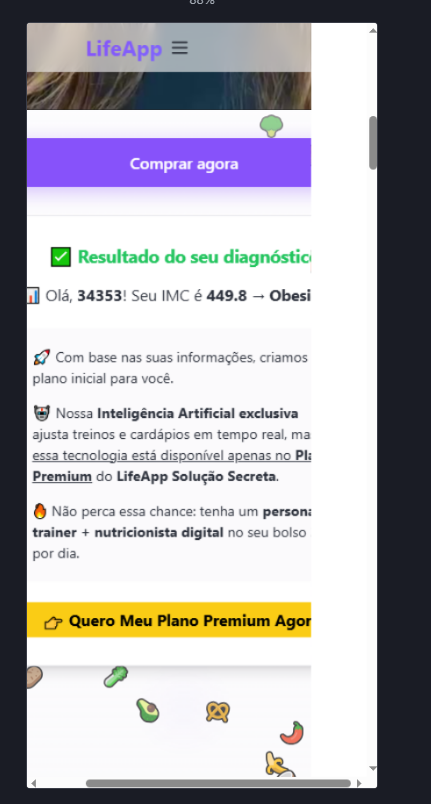 88%
LifeApp
Comprar agora
Resultado do seu diagnóstic
Olá, 34353! Seu IMC é 449.8 → Obesi
Com base nas suas informações, criamos
plano inicial para você.
Nossa Inteligência Artificial exclusiva
ajusta treinos e cardápios em tempo real, ma
essa tecnologia está disponível apenas no Pla
Premium do LifeApp Solução Secreta.
Não perca essa chance: tenha um persona
trainer + nutricionista digital no seu bolso
por dia.
Quero Meu Plano Premium Agor